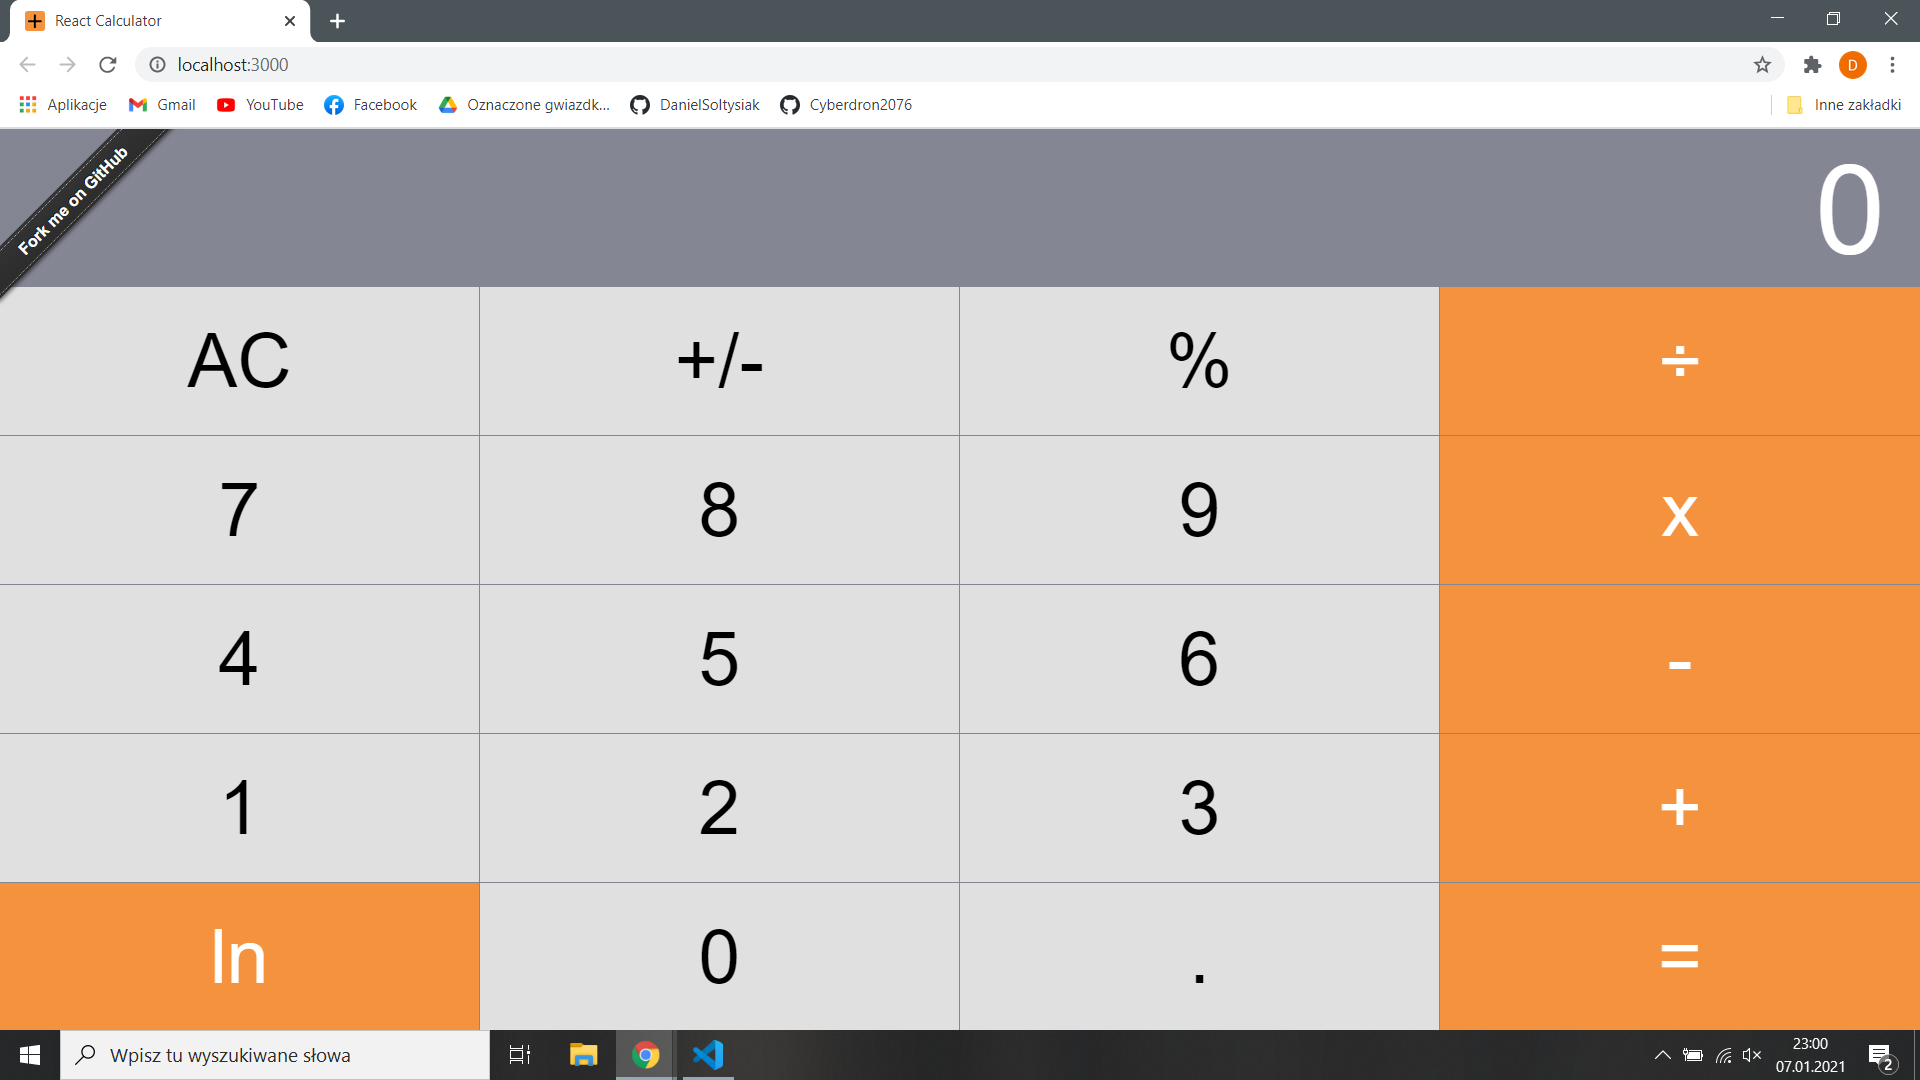 React Calculator
localhost:3000
D
Aplikacje Gmail YouTube Facebook Oznaczone gwiazdk... DanielSoltysiak Cyberdron2076 Inne zakładki
Fork me on GitHub
0
AC +/- % ÷
7 8 9 x
4 5 6 -
1 2 3 +
ln 0 . =
Wpisz tu wyszukiwane słowa
23:00
07.01.2021
2